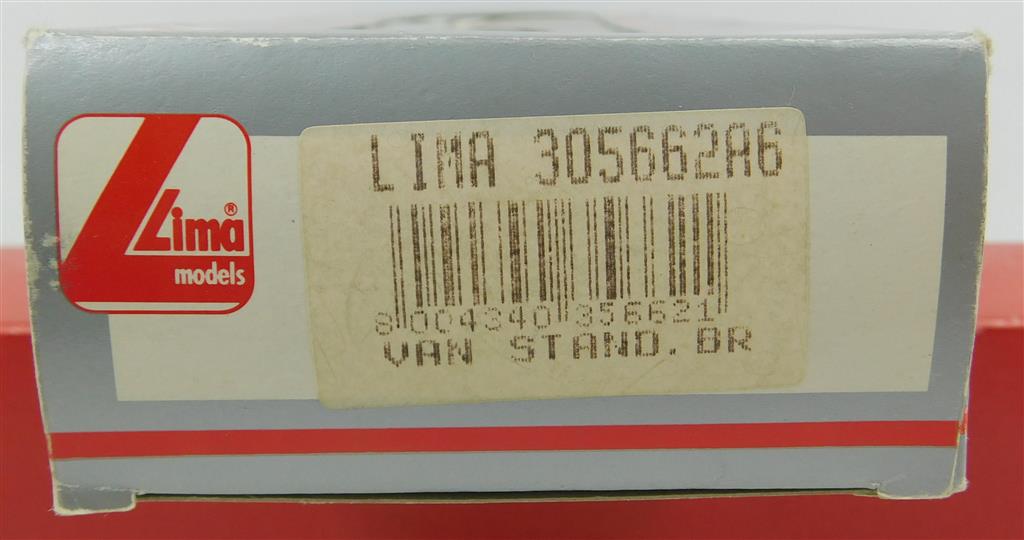 Lima®
models
LIMA 305662A6
8 004340 356621
VAN STAND.BR